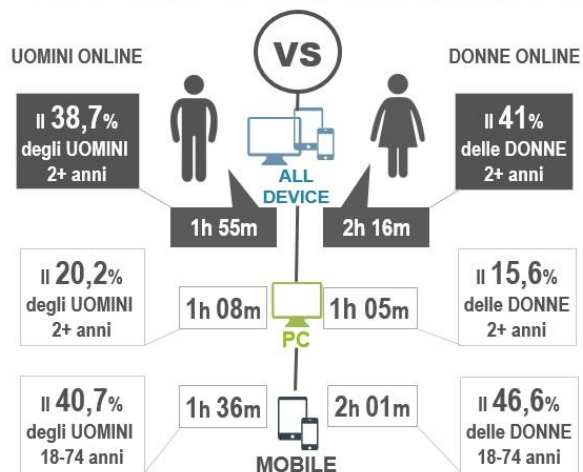 VS
UOMINI ONLINE
DONNE ONLINE
Il 38,7%
degli UOMINI
2+ anni
Il 41%
delle DONNE
2+ anni
ALL
DEVICE
1h 55m
2h 16m
Il 20,2%
degli UOMINI
2+ anni
1h 08m
1h 05m
Il 15,6%
delle DONNE
2+ anni
PC
Il 40,7%
degli UOMINI
18-74 anni
1h 36m
2h 01m
Il 46,6%
delle DONNE
18-74 anni
MOBILE